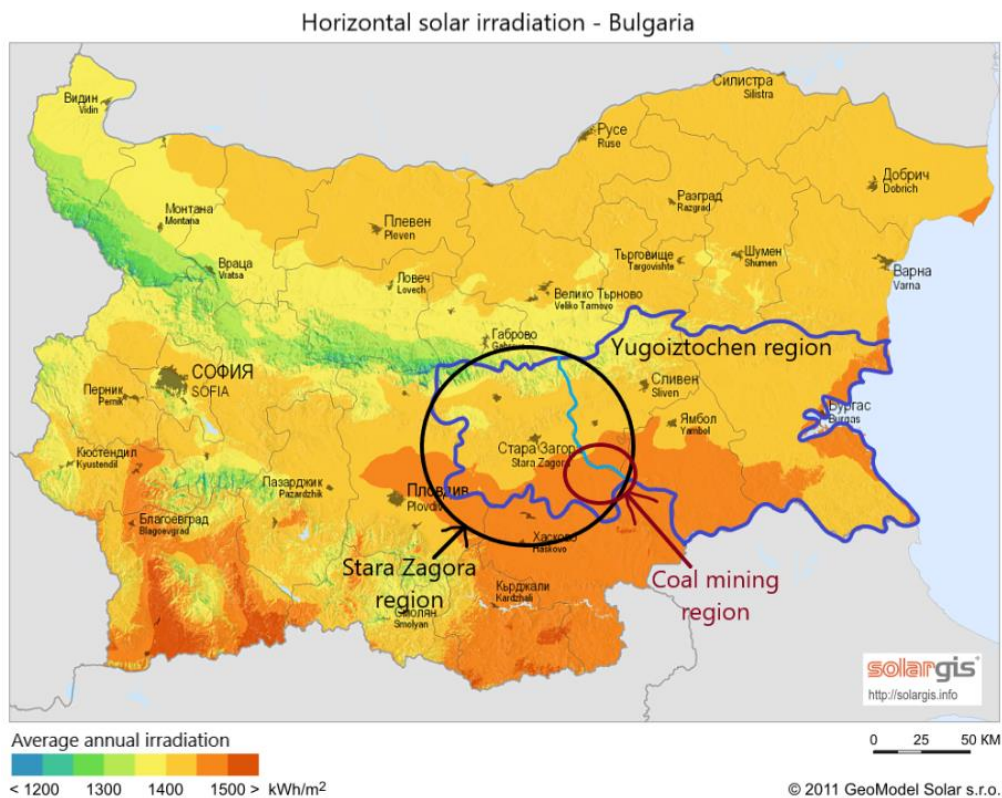 Horizontal solar irradiation - Bulgaria
Силистра
Silistra
Видин
Vidin
Русе
Ruse
Добрич
Dobrich
Разград
Razgrad
Монтана
Montana
Плевен
Pleven
Търговище
Targovishte
Шумен
Shumen
Варна
Varna
Враца
Vratsa
Ловеч
Lovech
Велико Търново
Veliko Tarnovo
Габрово
Yugoiztochen region
СОФИЯ
SOFIA
Сливен
Sliven
Перник
Pernik
Бургас
Burgas
Ямбол
Yambol
Стара Загор
Stara Zagora
Кюстендил
Kyustendil
Пазарджик
Pazardzhik
Пловдив
Plovdiv
Благоевград
Blagoevgrad
Хасково
Haskovo
Stara Zagora
region
Coal mining
region
Кърджали
Kardzhali
Смолян
Smolyan
solargis
http://solargis.info
Average annual irradiation
0 25 50 KM
< 1200 1300 1400 1500 > kWh/m²
© 2011 GeoModel Solar s.r.o.